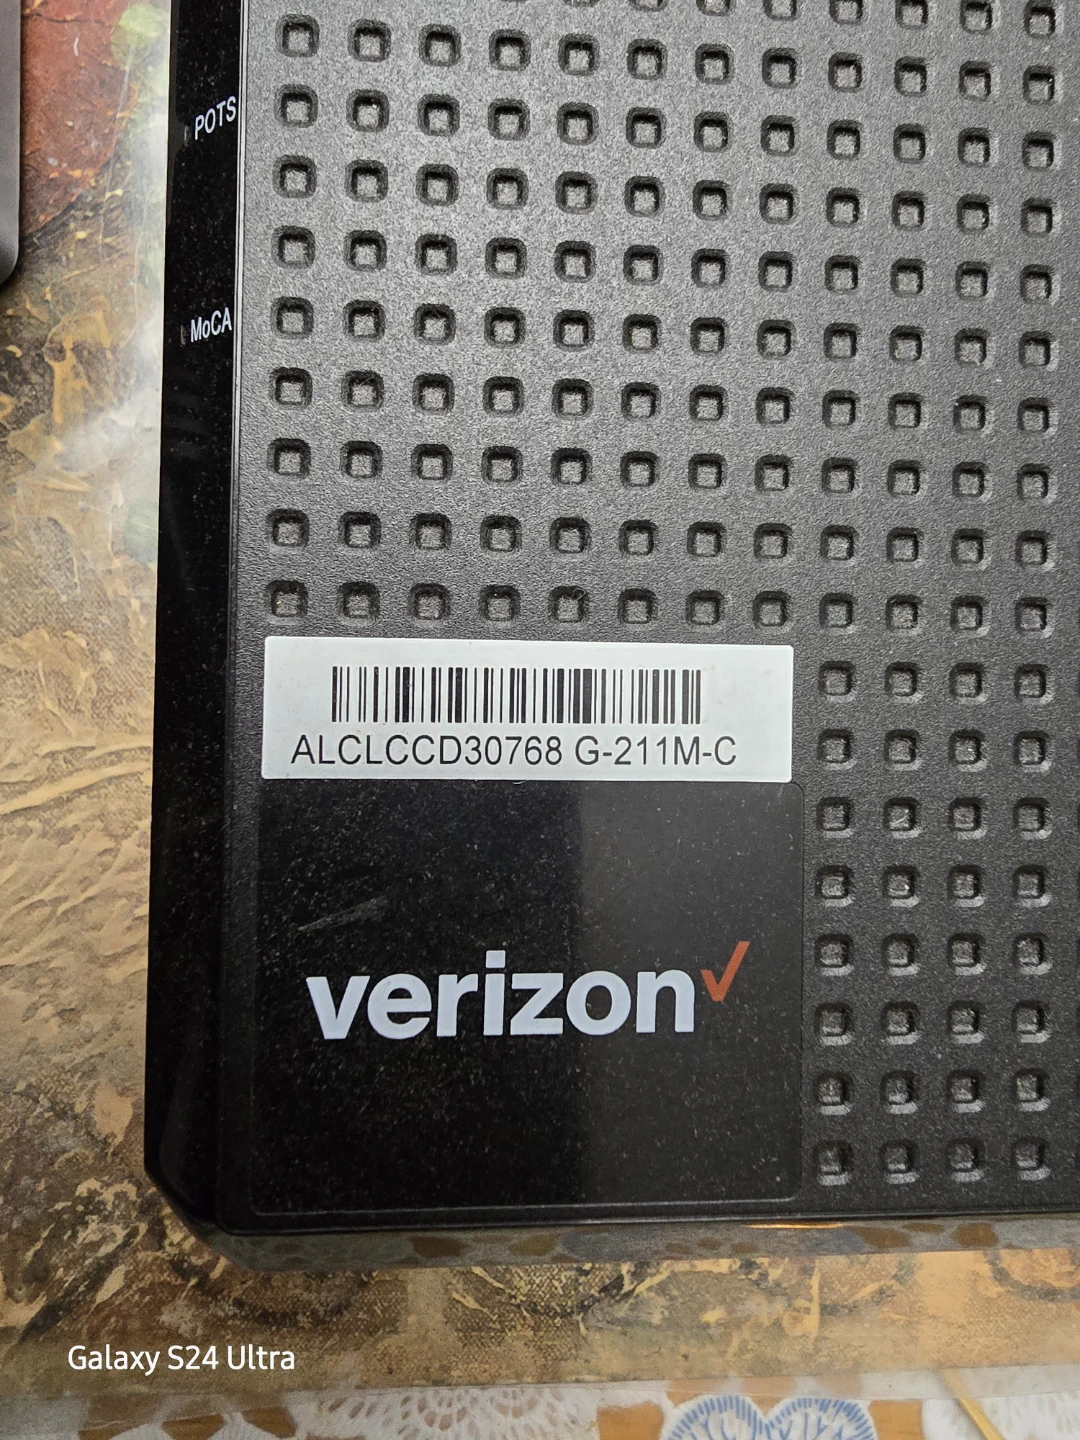 POTS
MoCA
ALCLCCD30768 G-211M-C
verizon✓
Galaxy S24 Ultra